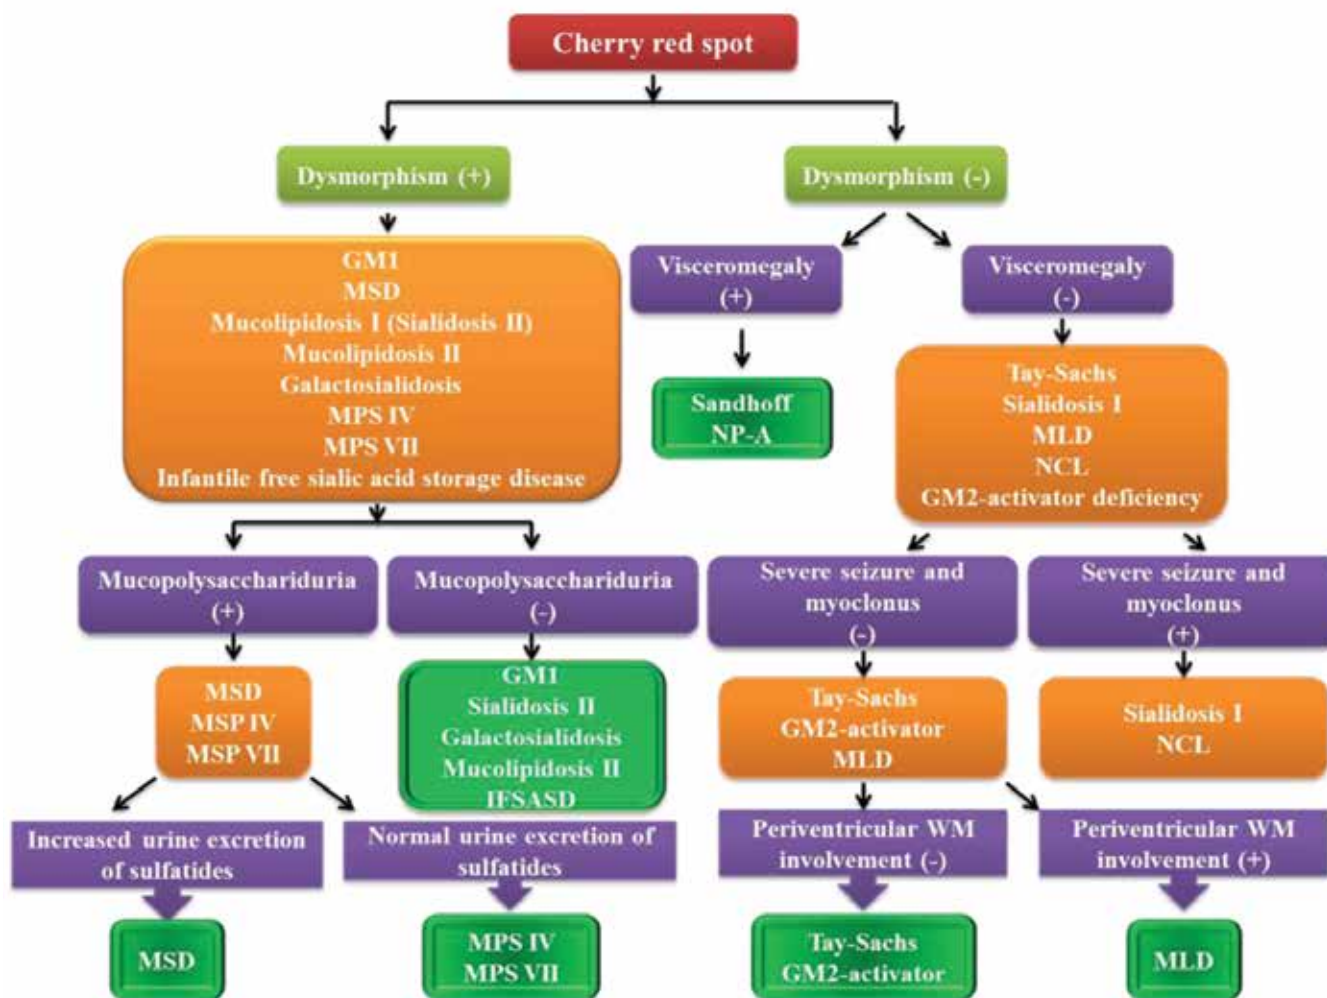 Cherry red spot
Dysmorphism (+)
Dysmorphism (-)
GM1
MSD
Mucolipidosis I (Sialidosis II)
Mucolipidosis II
Galactosialidosis
MPS IV
MPS VII
Infantile free sialic acid storage disease
Visceromegaly
(+)
Visceromegaly
(-)
Sandhoff
NP-A
Tay-Sachs
Sialidosis I
MLD
NCL
GM2-activator deficiency
Mucopolysacchariduria
(+)
Mucopolysacchariduria
(-)
Severe seizure and
myoclonus
(-)
Severe seizure and
myoclonus
(+)
MSD
MSP IV
MSP VII
GM1
Sialidosis II
Galactosialidosis
Mucolipidosis II
IFSASD
Tay-Sachs
GM2-activator
MLD
Sialidosis I
NCL
Increased urine excretion
of sulfatides
Normal urine excretion of
sulfatides
Periventricular WM
involvement (-)
Periventricular WM
involvement (+)
MSD
MPS IV
MPS VII
Tay-Sachs
GM2-activator
MLD